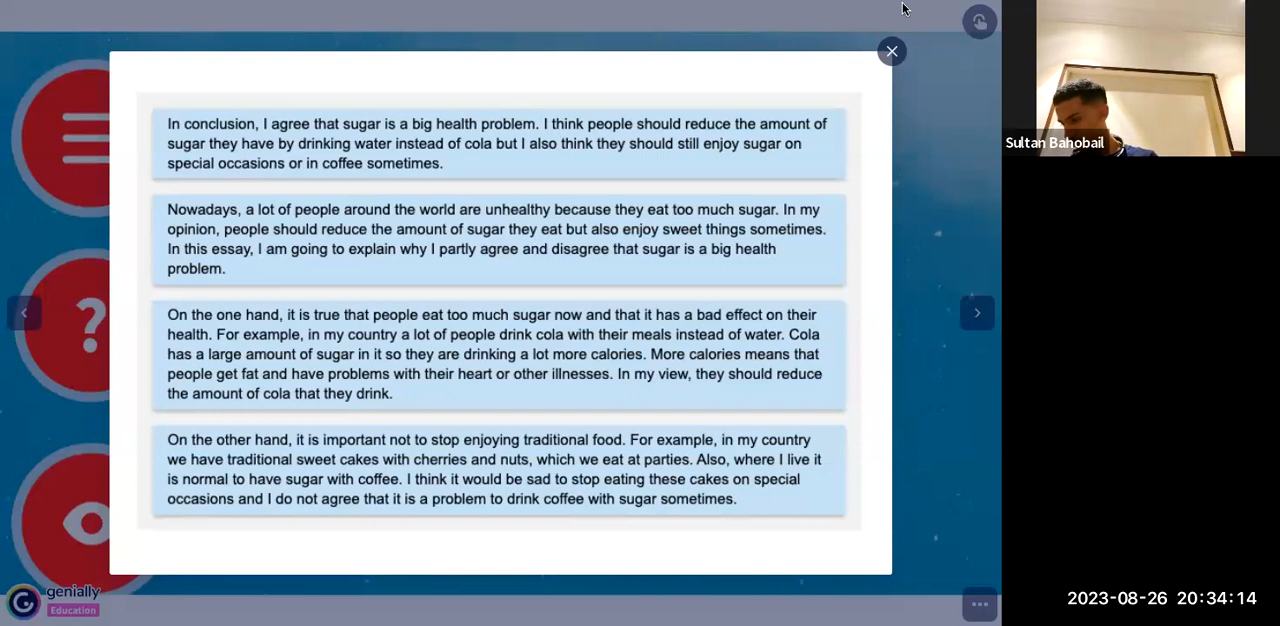 In conclusion, I agree that sugar is a big health problem. I think people should reduce the amount of
sugar they have by drinking water instead of cola but I also think they should still enjoy sugar on
special occasions or in coffee sometimes.
Nowadays, a lot of people around the world are unhealthy because they eat too much sugar. In my
opinion, people should reduce the amount of sugar they eat but also enjoy sweet things sometimes.
In this essay, I am going to explain why I partly agree and disagree that sugar is a big health
problem.
On the one hand, it is true that people eat too much sugar now and that it has a bad effect on their
health. For example, in my country a lot of people drink cola with their meals instead of water. Cola
has a large amount of sugar in it so they are drinking a lot more calories. More calories means that
people get fat and have problems with their heart or other illnesses. In my view, they should reduce
the amount of cola that they drink.
On the other hand, it is important not to stop enjoying traditional food. For example, in my country
we have traditional sweet cakes with cherries and nuts, which we eat at parties. Also, where I live it
is normal to have sugar with coffee. I think it would be sad to stop eating these cakes on special
occasions and I do not agree that it is a problem to drink coffee with sugar sometimes.
?
genially
Education
Sultan Bahobail
2023-08-26 20:34:14